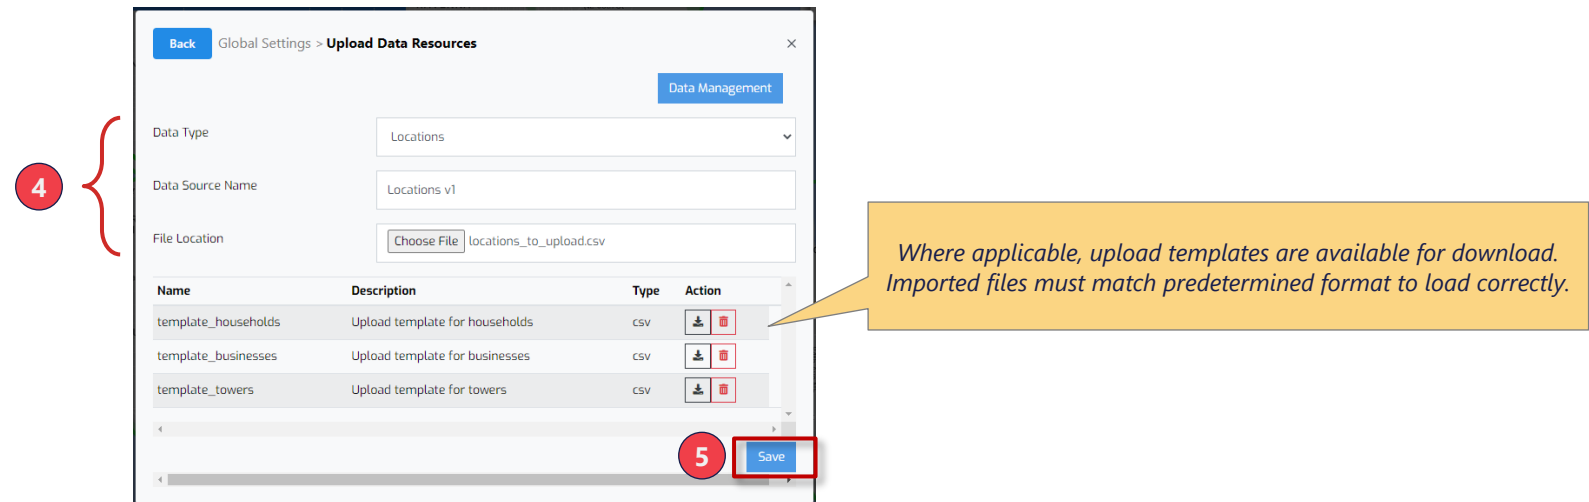 Back Global Settings > Upload Data Resources ×
Data Management
Data Type Locations
4
Data Source Name Locations v1
File Location Choose File locations_to_upload.csv
Where applicable, upload templates are available for download.
Imported files must match predetermined format to load correctly.
Name Description Type Action
template_households Upload template for households csv
template_businesses Upload template for businesses csv
template_towers Upload template for towers csv
5 Save